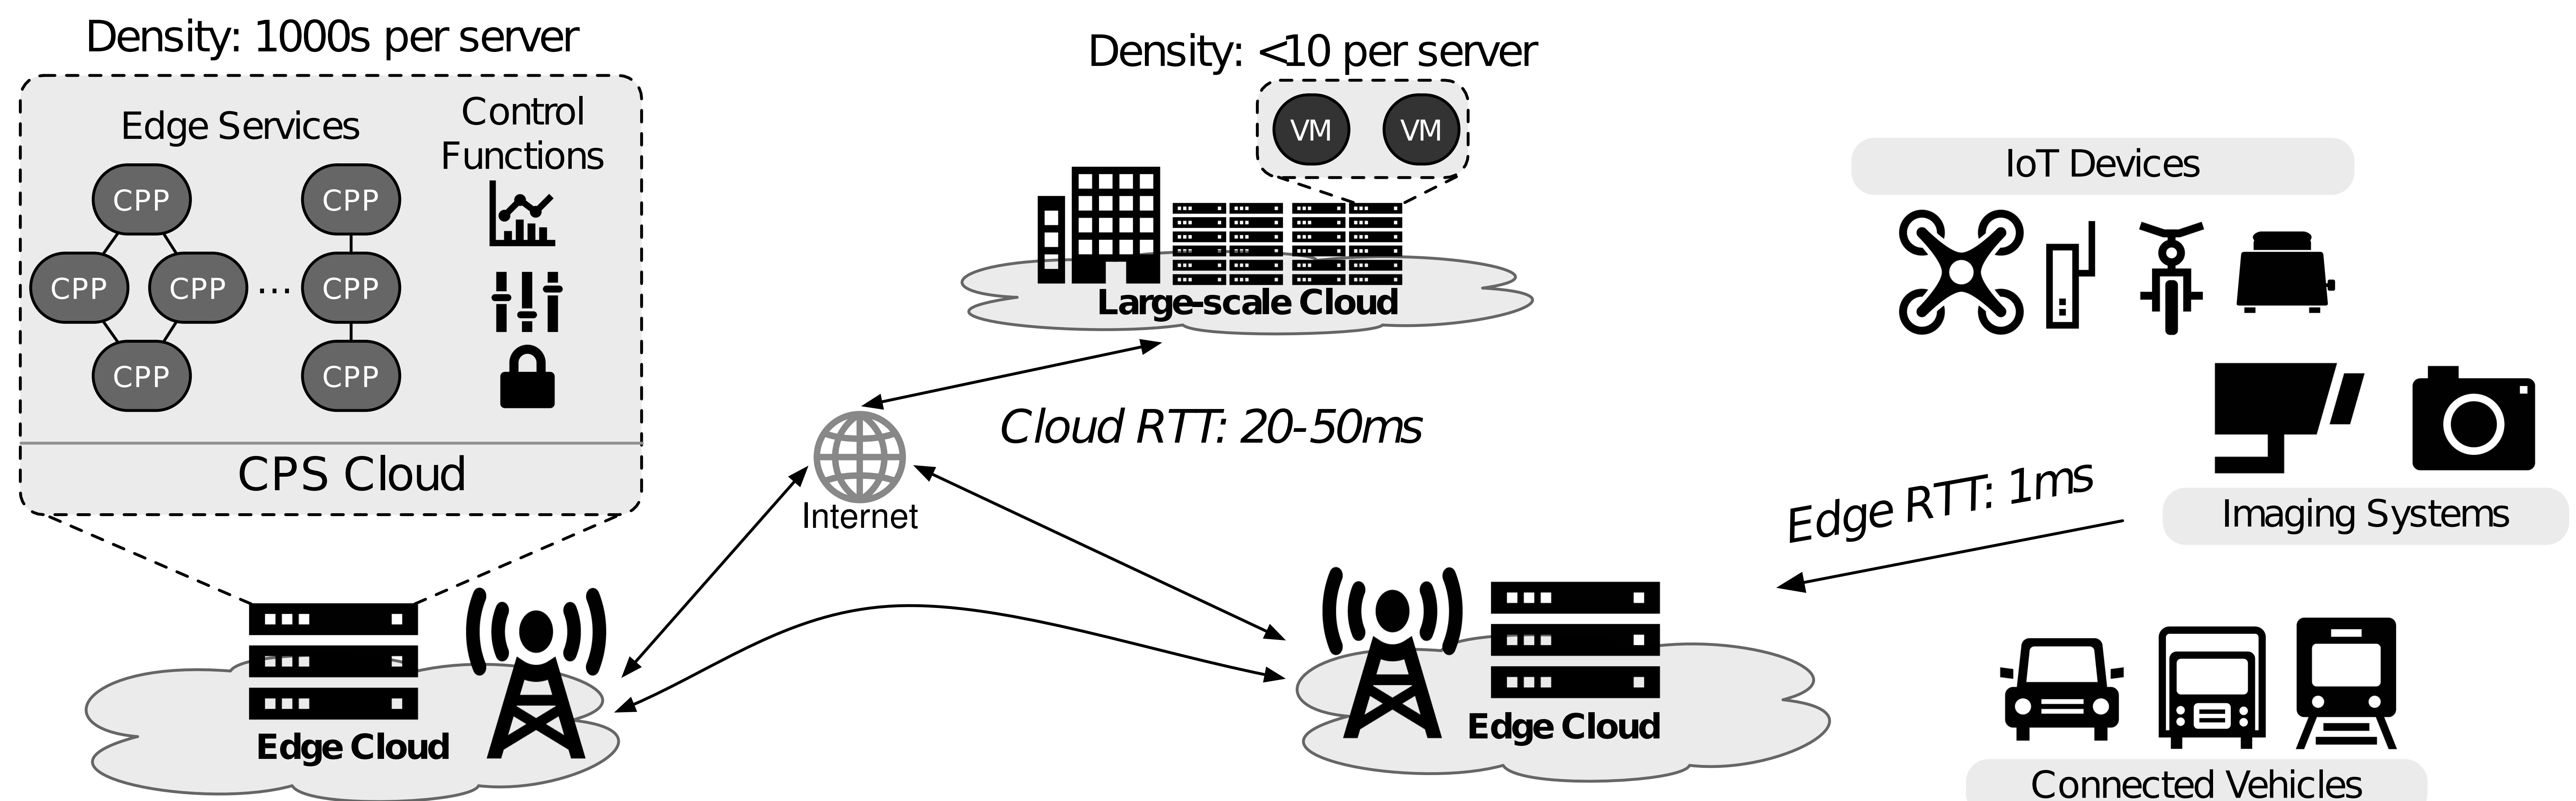 Density: 1000s per server
Edge Services
Control
Functions
CPP
CPP
CPP
CPP
...
CPP
CPP
CPP
CPS Cloud
Edge Cloud
Density: <10 per server
VM
VM
Large-scale Cloud
Cloud RTT: 20-50ms
Internet
Edge Cloud
Edge RTT: 1ms
IoT Devices
Imaging Systems
Connected Vehicles